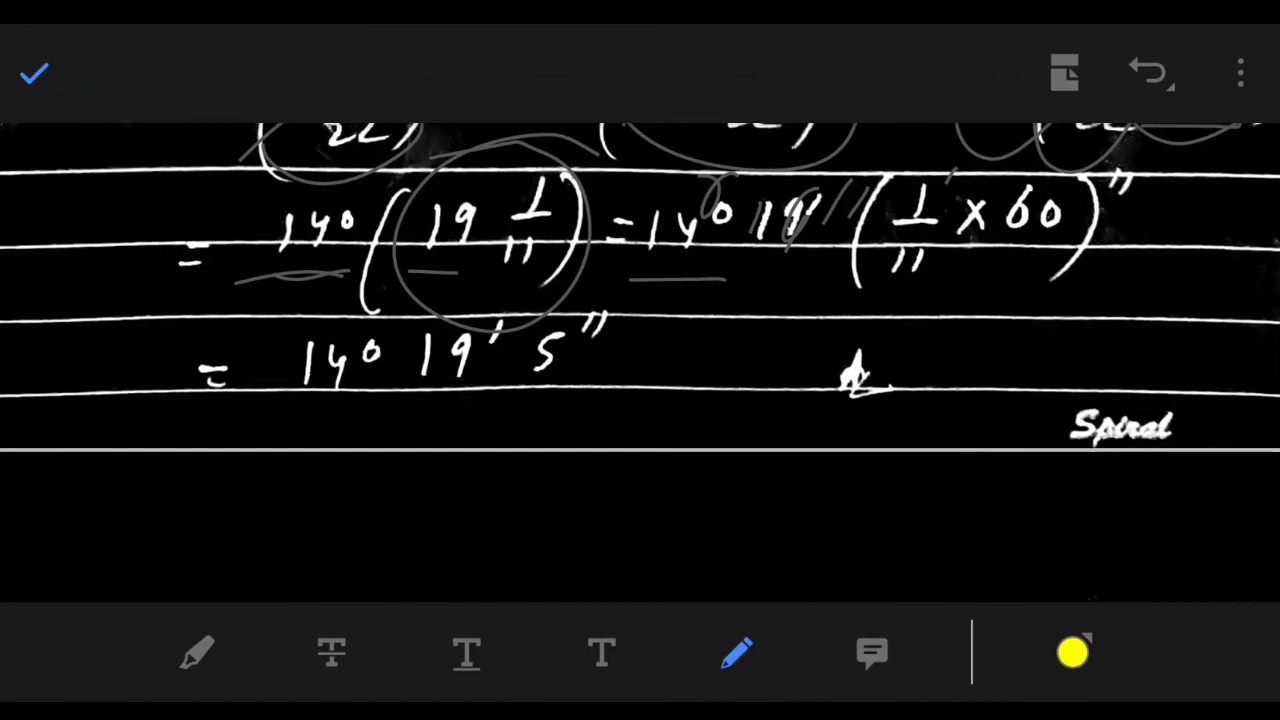 = 14° (19 1/11) = 14° 19' (1/11 × 60)"
= 14° 19' 5"
Spiral
T T T